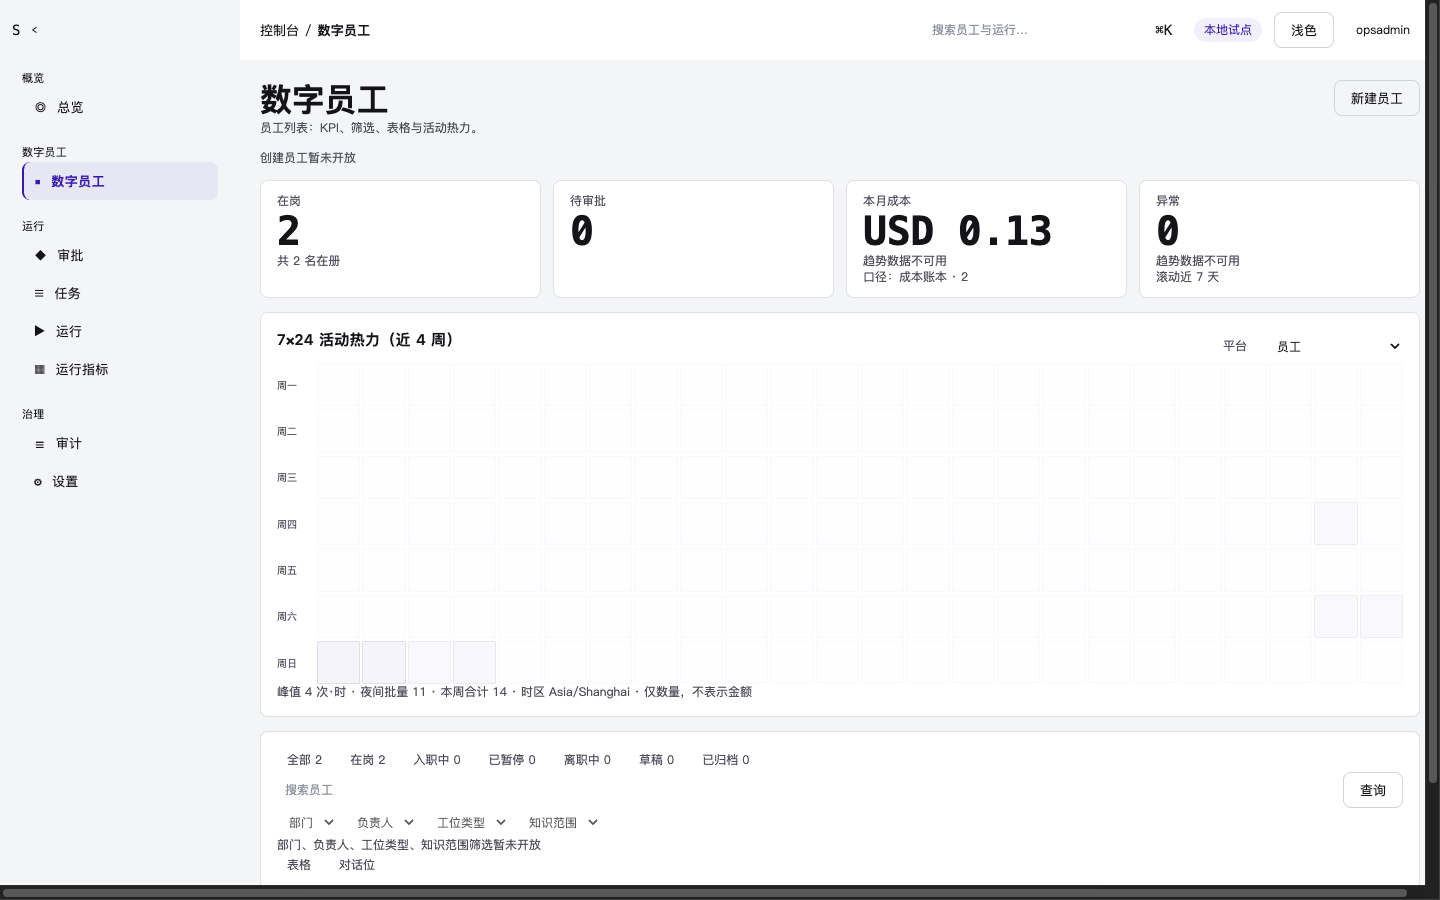 S <
控制台 / 数字员工
搜索员工与运行...
⌘K
本地试点
浅色
opsadmin
概览
总览
数字员工
数字员工
运行
审批
任务
运行
运行指标
治理
审计
设置
数字员工
新建员工
员工列表：KPI、筛选、表格与活动热力。
创建员工暂未开放
在岗
2
共 2 名在册
待审批
0
本月成本
USD 0.13
趋势数据不可用
口径：成本账本 · 2
异常
0
趋势数据不可用
滚动近 7 天
7×24 活动热力（近 4 周）
平台
员工
周一
周二
周三
周四
周五
周六
周日
峰值 4 次·时 · 夜间批量 11 · 本周合计 14 · 时区 Asia/Shanghai · 仅数量，不表示金额
全部 2 在岗 2 入职中 0 已暂停 0 离职中 0 草稿 0 已归档 0
搜索员工
查询
部门 负责人 工位类型 知识范围
部门、负责人、工位类型、知识范围筛选暂未开放
表格 对话位